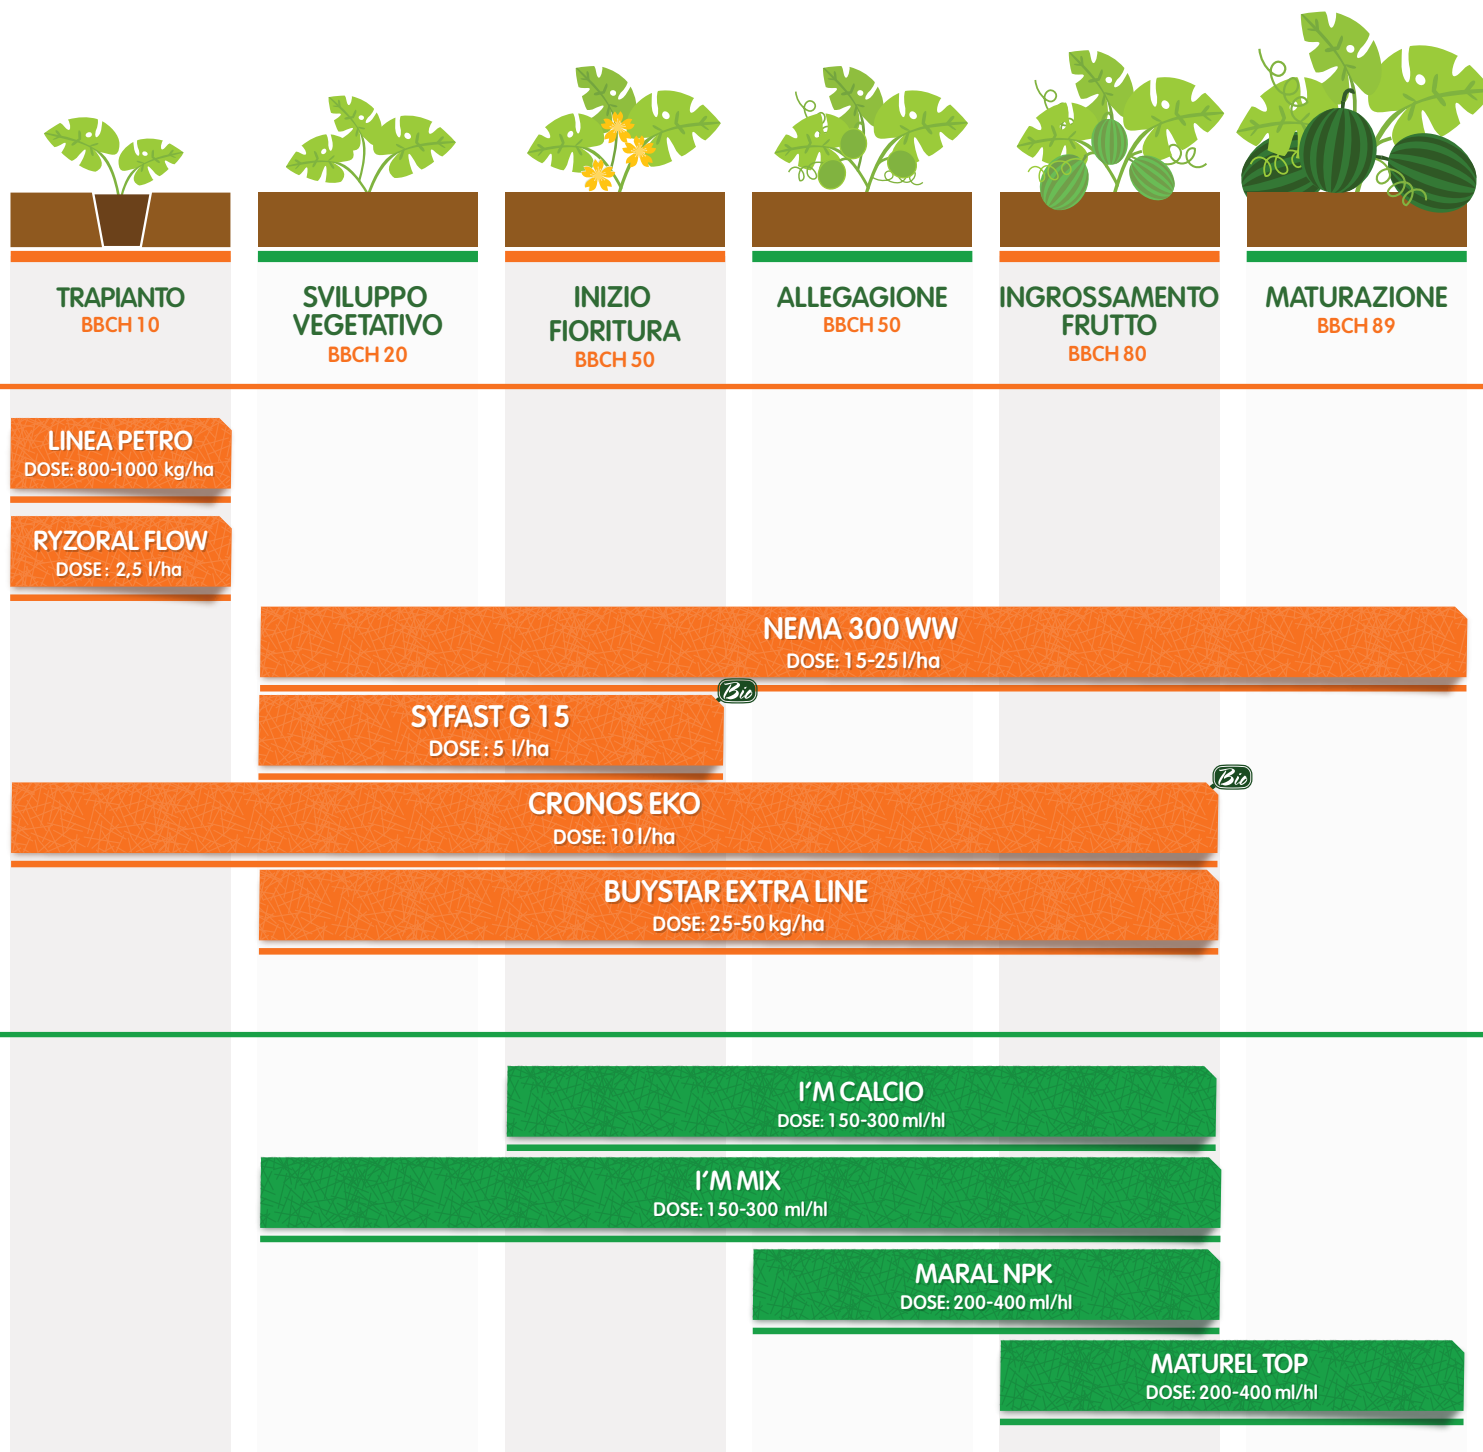 TRAPIANTO
BBCH 10
SVILUPPO
VEGETATIVO
BBCH 20
INIZIO
FIORITURA
BBCH 50
ALLEGAGIONE
BBCH 50
INGROSSAMENTO
FRUTTO
BBCH 80
MATURAZIONE
BBCH 89
LINEA PETRO
DOSE: 800-1000 kg/ha
RYZORAL FLOW
DOSE : 2,5 l/ha
NEMA 300 WW
DOSE: 15-25 l/ha
Bio
SYFAST G 15
DOSE : 5 l/ha
Bio
CRONOS EKO
DOSE: 10 l/ha
BUYSTAR EXTRA LINE
DOSE: 25-50 kg/ha
I'M CALCIO
DOSE: 150-300 ml/hl
I'M MIX
DOSE: 150-300 ml/hl
MARAL NPK
DOSE: 200-400 ml/hl
MATUREL TOP
DOSE: 200-400 ml/hl